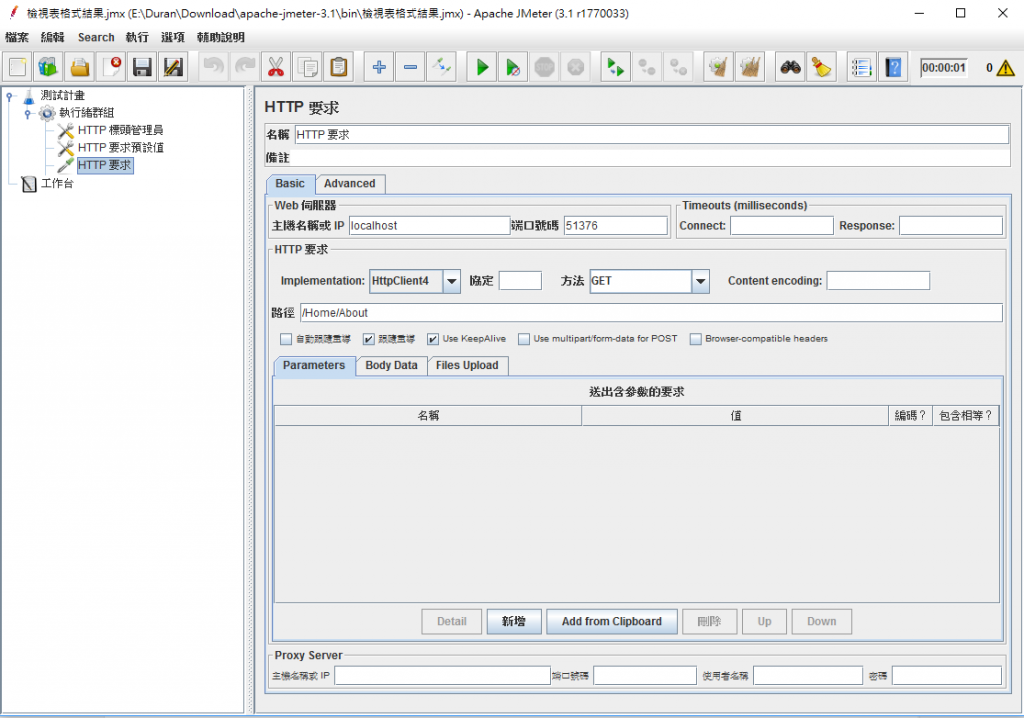 檢視表格式結果.jmx (E:\Duran\Download\apache-jmeter-3.1\bin\檢視表格式結果.jmx) - Apache JMeter (3.1 r1770033)
檔案 編輯 Search 執行 選項 輔助說明
00:00:01 0
測試計畫
執行緒群組
HTTP 標頭管理員
HTTP 要求預設值
HTTP 要求
工作台
HTTP 要求
名稱 HTTP 要求
備註
Basic Advanced
Web 伺服器 Timeouts (milliseconds)
主機名稱或 IP localhost 端口號碼 51376 Connect: Response:
HTTP 要求
Implementation: HttpClient4 協定 方法 GET Content encoding:
路徑 /Home/About
自動跟隨重導 跟隨重導 Use KeepAlive Use multipart/form-data for POST Browser-compatible headers
Parameters Body Data Files Upload
送出含參數的要求
名稱 值 編碼? 包含相等?
Detail 新增 Add from Clipboard 刪除 Up Down
Proxy Server
主機名稱或 IP 端口號碼 使用者名稱 密碼